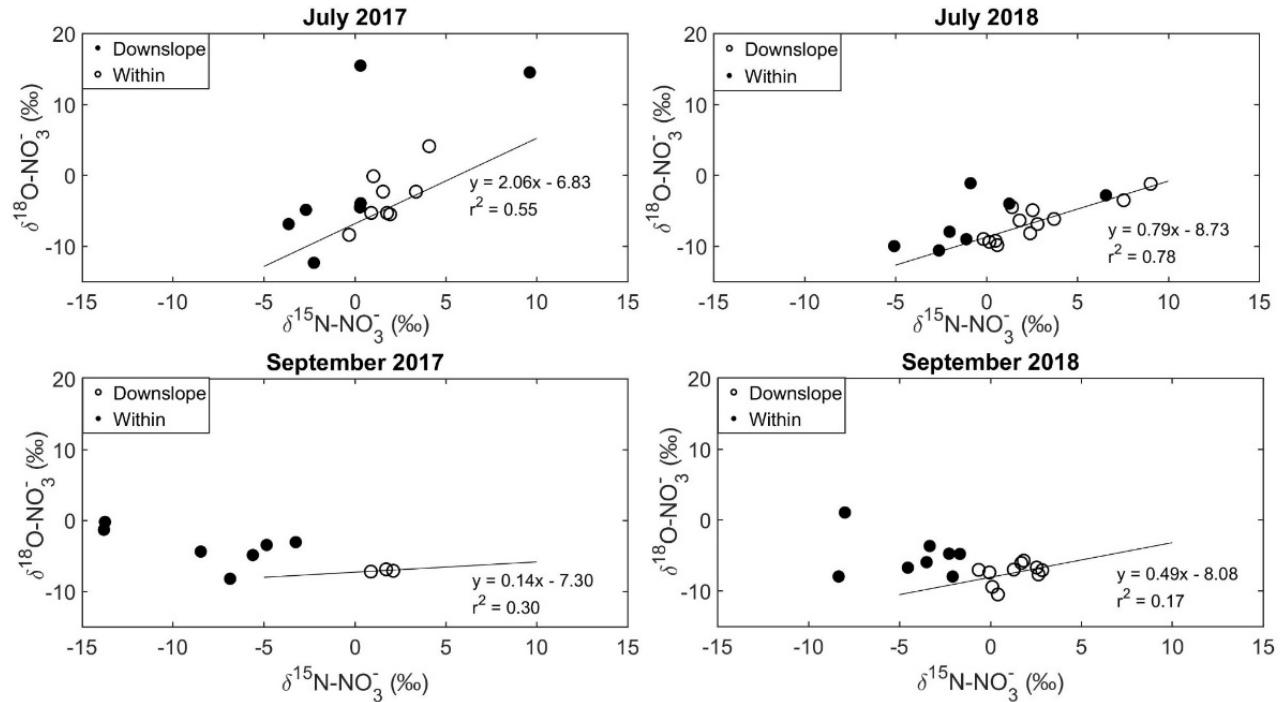 July 2017
20
10
0
-10
-15
-10
-5
0
5
10
15
● Downslope
○ Within
δ¹⁸O-NO₃⁻ (‰)
δ¹⁵N-NO₃⁻ (‰)
y = 2.06x - 6.83
r² = 0.55
July 2018
20
10
0
-10
-15
-10
-5
0
5
10
15
○ Downslope
● Within
δ¹⁸O-NO₃⁻ (‰)
δ¹⁵N-NO₃⁻ (‰)
y = 0.79x - 8.73
r² = 0.78
September 2017
20
10
0
-10
-15
-10
-5
0
5
10
15
○ Downslope
● Within
δ¹⁸O-NO₃⁻ (‰)
δ¹⁵N-NO₃⁻ (‰)
y = 0.14x - 7.30
r² = 0.30
September 2018
20
10
0
-10
-15
-10
-5
0
5
10
15
○ Downslope
● Within
δ¹⁸O-NO₃⁻ (‰)
δ¹⁵N-NO₃⁻ (‰)
y = 0.49x - 8.08
r² = 0.17